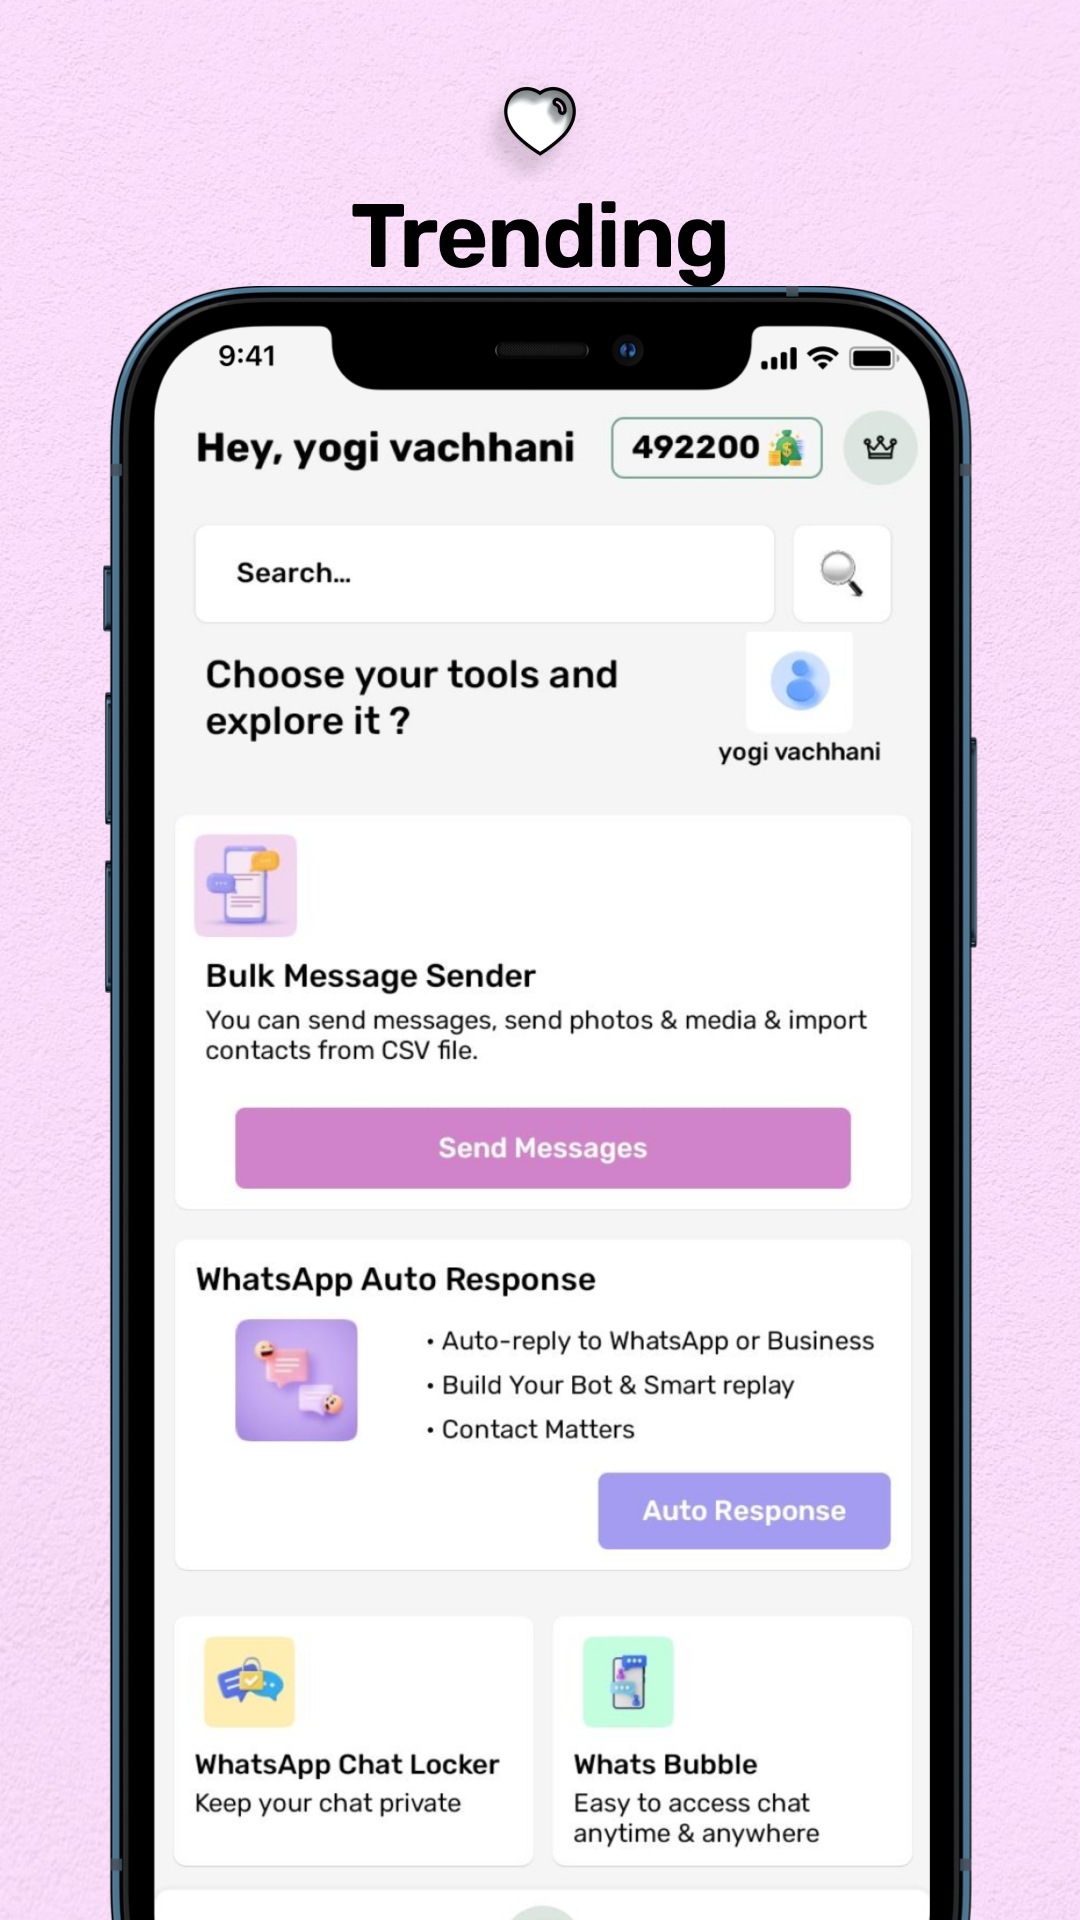 Trending
9:41
Hey, yogi vachhani
492200
Search...
Choose your tools and
explore it ?
yogi vachhani
Bulk Message Sender
You can send messages, send photos & media & import
contacts from CSV file.
Send Messages
WhatsApp Auto Response
• Auto-reply to WhatsApp or Business
• Build Your Bot & Smart replay
• Contact Matters
Auto Response
WhatsApp Chat Locker
Keep your chat private
Whats Bubble
Easy to access chat
anytime & anywhere